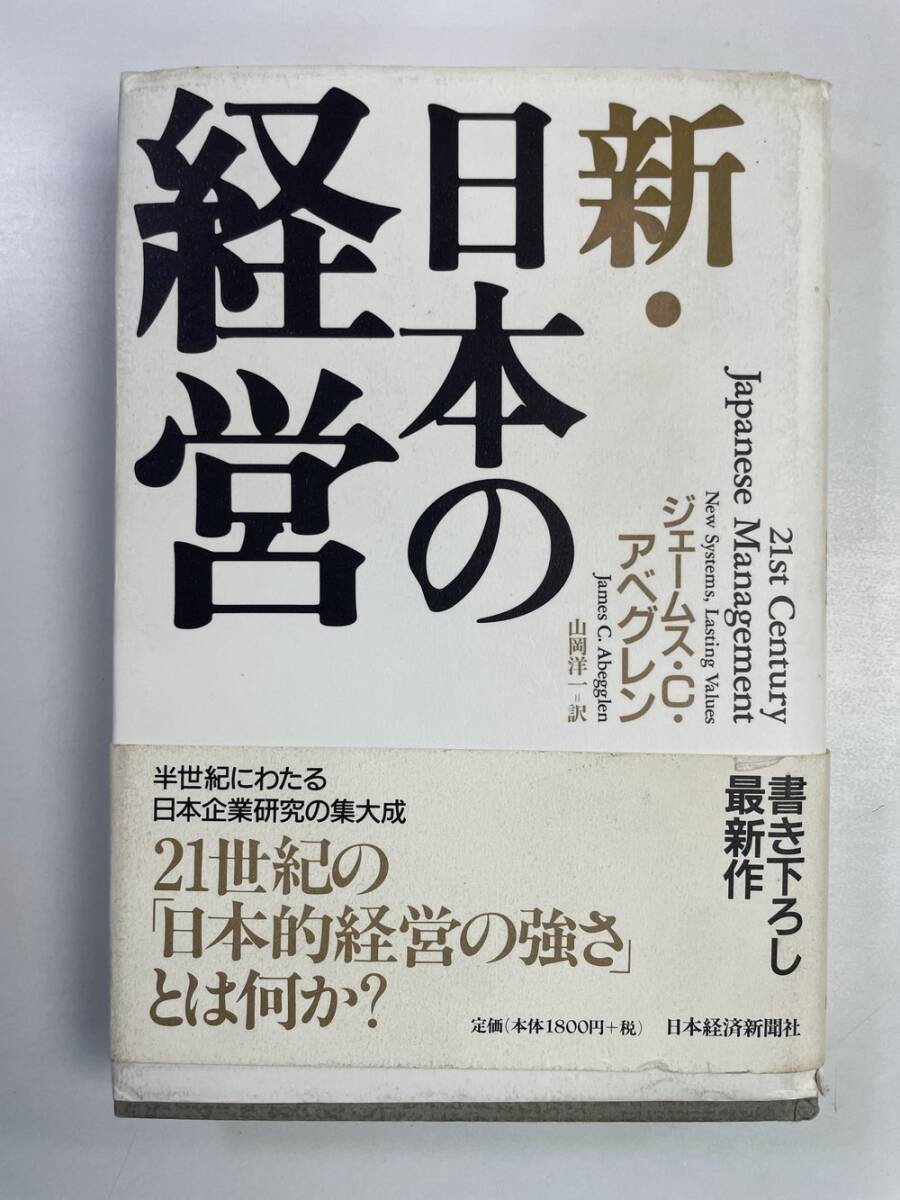 新・
日本の
経営
21st Century
Japanese Management
New Systems, Lasting Values
ジェームス・C・
アベグレン
James C. Abegglen
山岡洋一=訳
書き下ろし
最新作
半世紀にわたる
日本企業研究の集大成
21世紀の
「日本的経営の強さ」
とは何か?
定価(本体1800円+税) 日本経済新聞社